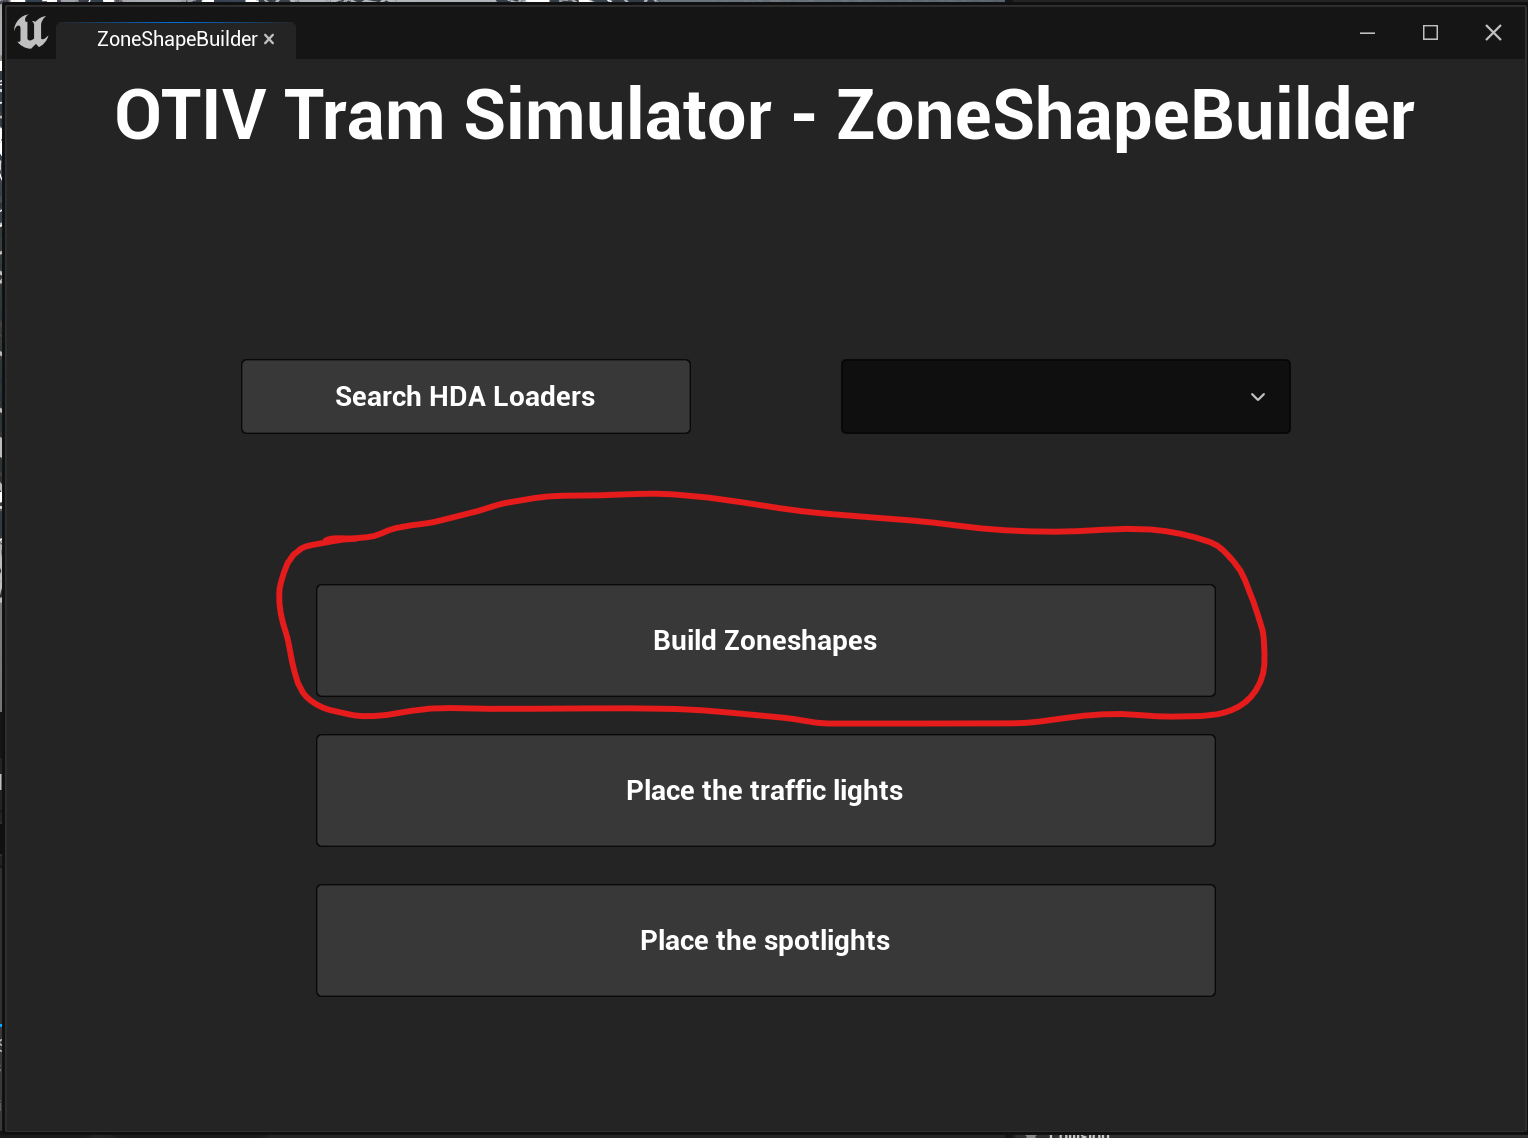 ZoneShapeBuilder
OTIV Tram Simulator - ZoneShapeBuilder
Search HDA Loaders
Build Zoneshapes
Place the traffic lights
Place the spotlights